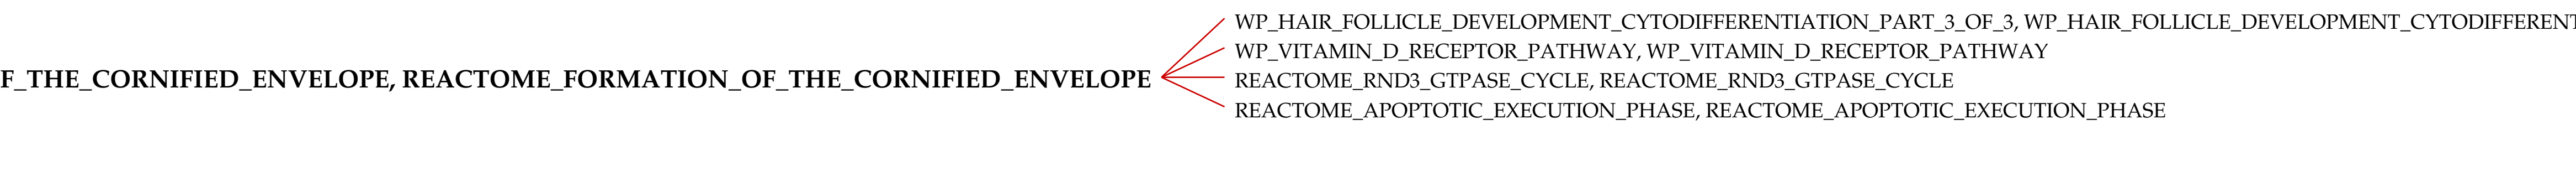 WP_HAIR_FOLLICLE_DEVELOPMENT_CYTODIFFERENTIATION_PART_3_OF_3, WP_HAIR_FOLLICLE_DEVELOPMENT_CYTODIFFERENT
WP_VITAMIN_D_RECEPTOR_PATHWAY, WP_VITAMIN_D_RECEPTOR_PATHWAY
F_THE_CORNIFIED_ENVELOPE, REACTOME_FORMATION_OF_THE_CORNIFIED_ENVELOPE
REACTOME_RND3_GTPASE_CYCLE, REACTOME_RND3_GTPASE_CYCLE
REACTOME_APOPTOTIC_EXECUTION_PHASE, REACTOME_APOPTOTIC_EXECUTION_PHASE